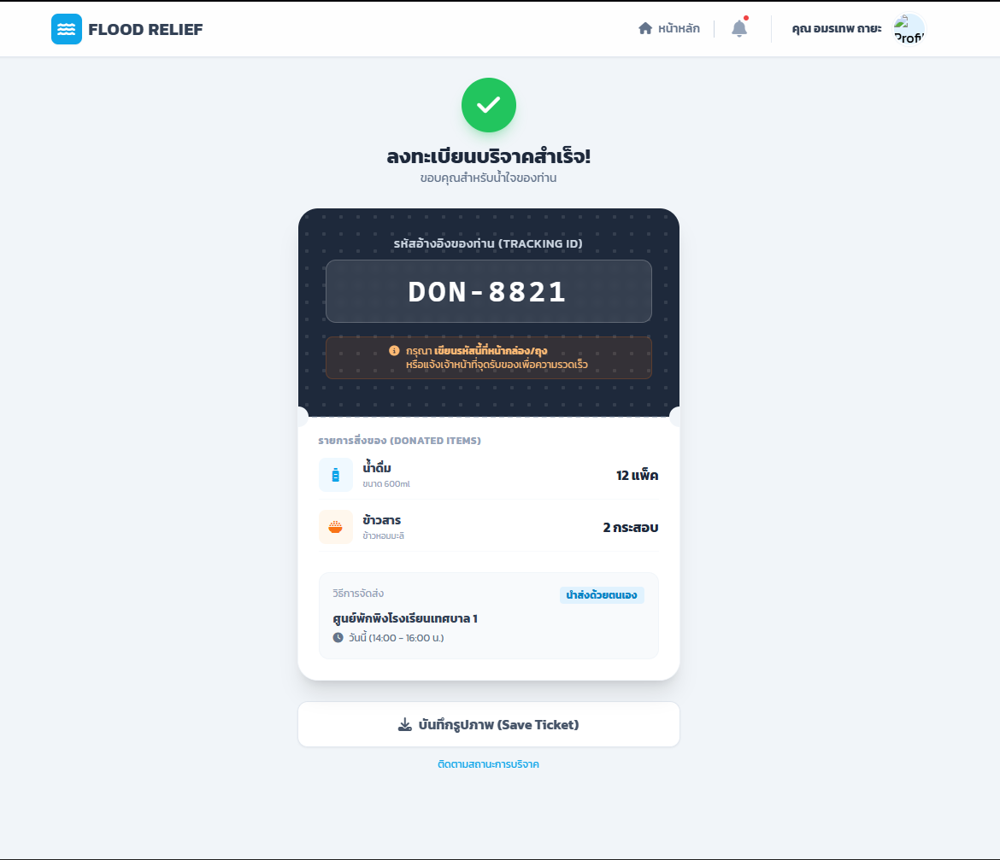 FLOOD RELIEF
หน้าหลัก
คุณ อมรเทพ ถายะ
Profi
ลงทะเบียนบริจาคสำเร็จ!
ขอบคุณสำหรับน้ำใจของท่าน
รหัสอ้างอิงของท่าน (TRACKING ID)
DON-8821
กรุณา เขียนรหัสนี้ที่หน้ากล่อง/ถุง
หรือแจ้งเจ้าหน้าที่จุดรับของเพื่อความรวดเร็ว
รายการสิ่งของ (DONATED ITEMS)
น้ำดื่ม
ขนาด 600ml
12 แพ็ค
ข้าวสาร
ข้าวหอมมะลิ
2 กระสอบ
วิธีการจัดส่ง
นำส่งด้วยตนเอง
ศูนย์พักพิงโรงเรียนเทศบาล 1
วันนี้ (14:00 - 16:00 น.)
บันทึกรูปภาพ (Save Ticket)
ติดตามสถานะการบริจาค